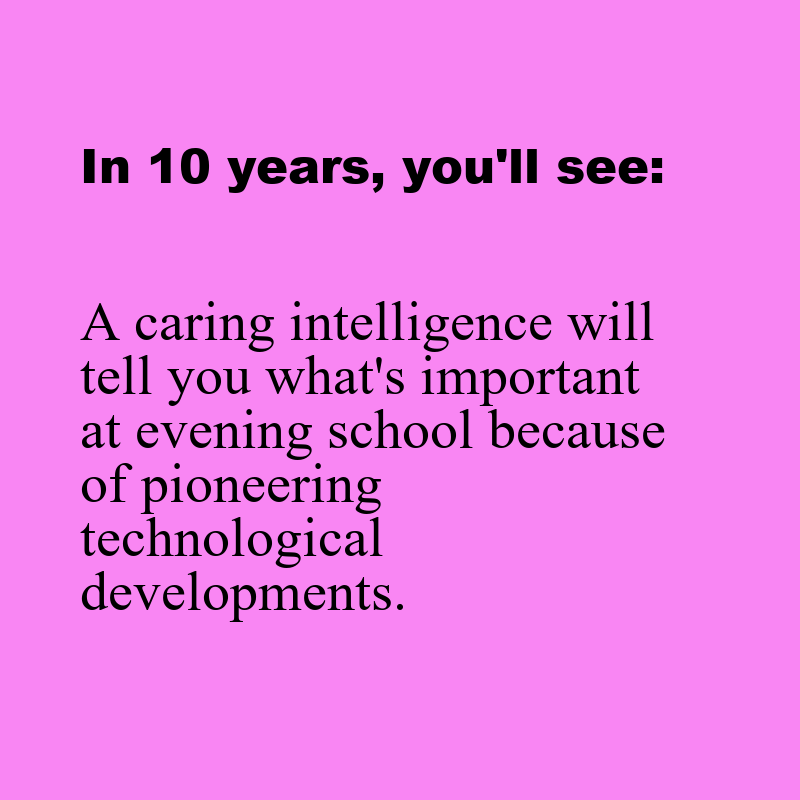 In 10 years, you'll see:
A caring intelligence will
tell you what's important
at evening school because
of pioneering
technological
developments.